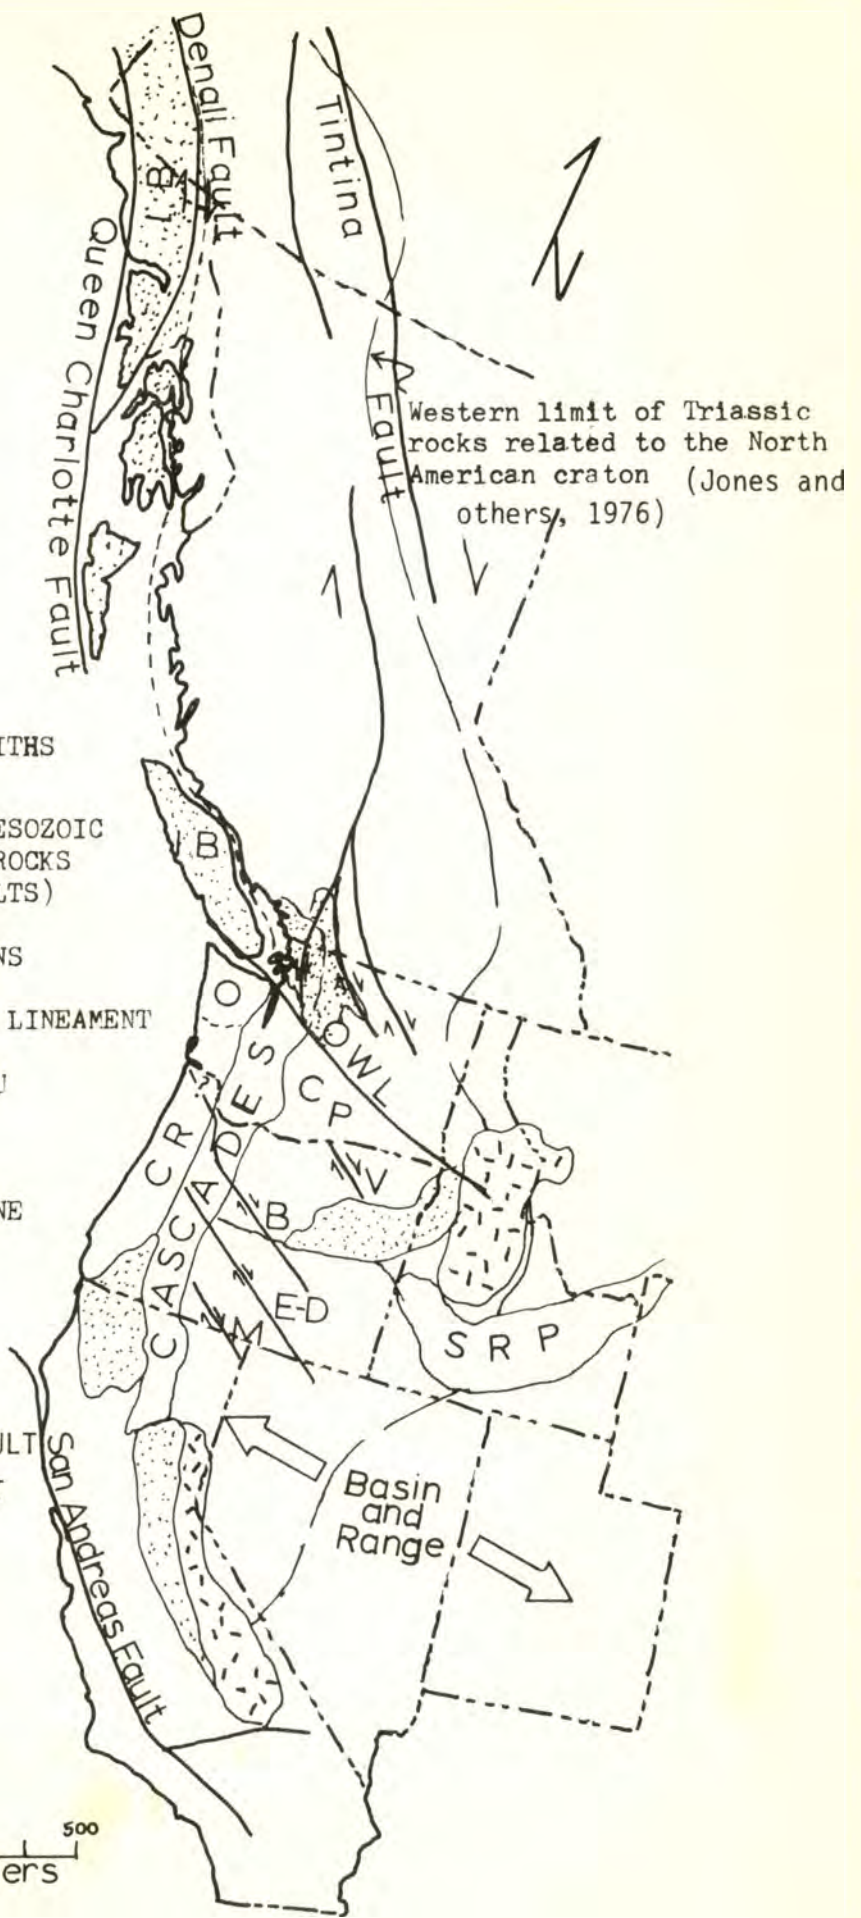 Denali Fault
Tintina
Fault
IB
Queen Charlotte Fault
N
Western limit of Triassic
rocks related to the North
American craton (Jones and
others, 1976)
ITHS
ESOZOIC
ROCKS
LTS)
NS
LINEAMENT
U
NE
ULT
IB
O
OWL
CASCADES
CP
CR
V
B
E-D
M
SRP
Basin
and
Range
San Andreas Fault
500
ers